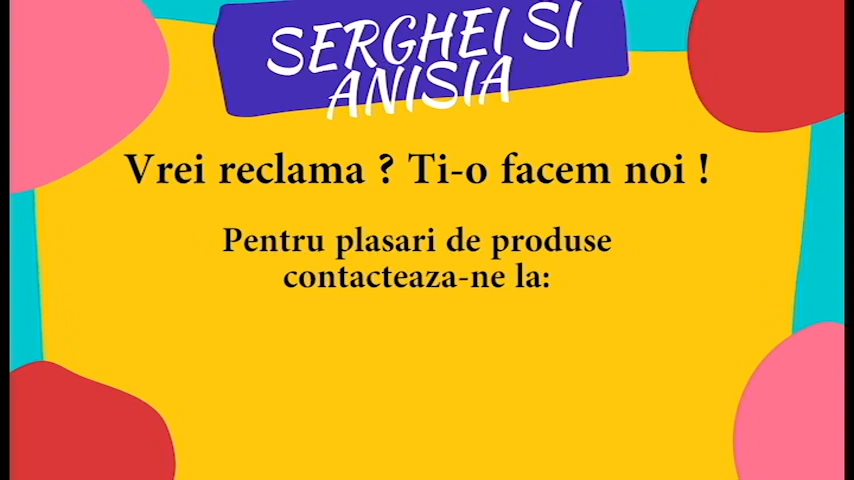 SERGHEI SI
ANISIA
Vrei reclama ? Ti-o facem noi !
Pentru plasari de produse
contacteaza-ne la: